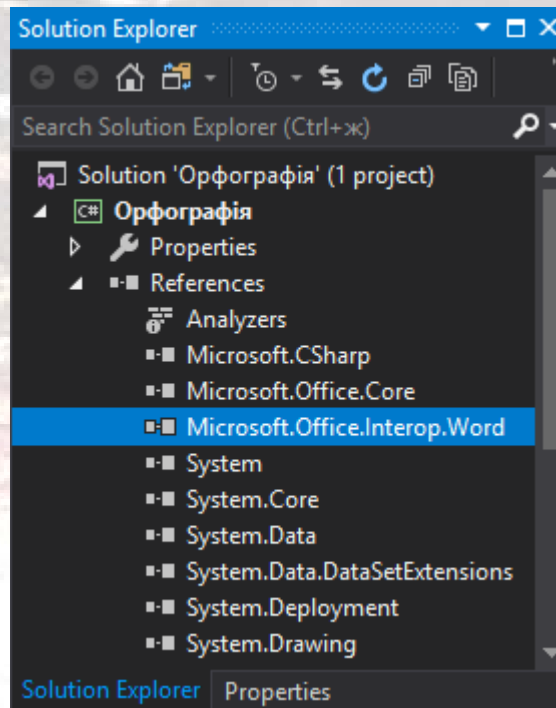 Solution Explorer
Search Solution Explorer (Ctrl+ж)
Solution 'Орфографія' (1 project)
C# Орфографія
Properties
References
Analyzers
Microsoft.CSharp
Microsoft.Office.Core
Microsoft.Office.Interop.Word
System
System.Core
System.Data
System.Data.DataSetExtensions
System.Deployment
System.Drawing
Solution Explorer Properties